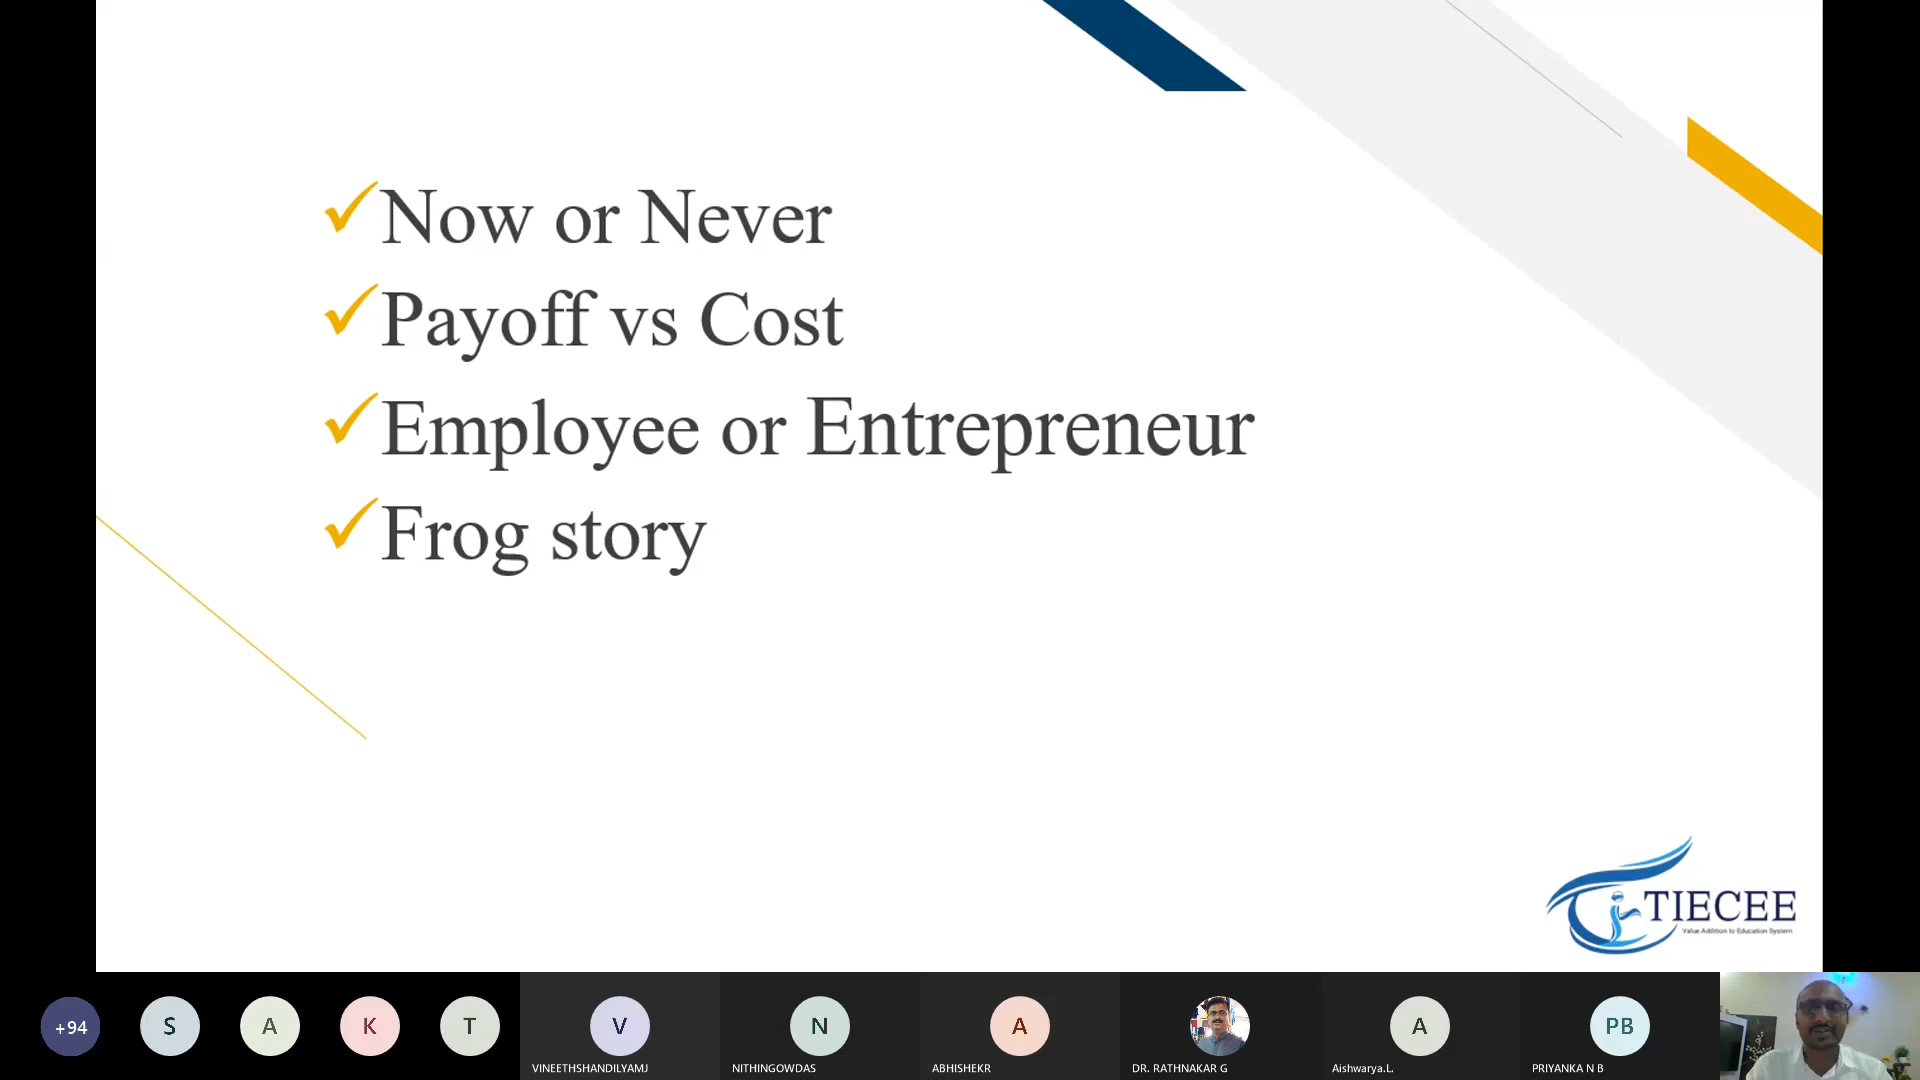 Now or Never
Payoff vs Cost
Employee or Entrepreneur
Frog story
TIECEE
Value Addition to Education System
+94
S
A
K
T
V
N
A
A
PB
VINEETHSHANDILYAMJ
NITHINGOWDAS
ABHISHEKR
DR. RATHNAKAR G
Aishwarya.L.
PRIYANKA N B